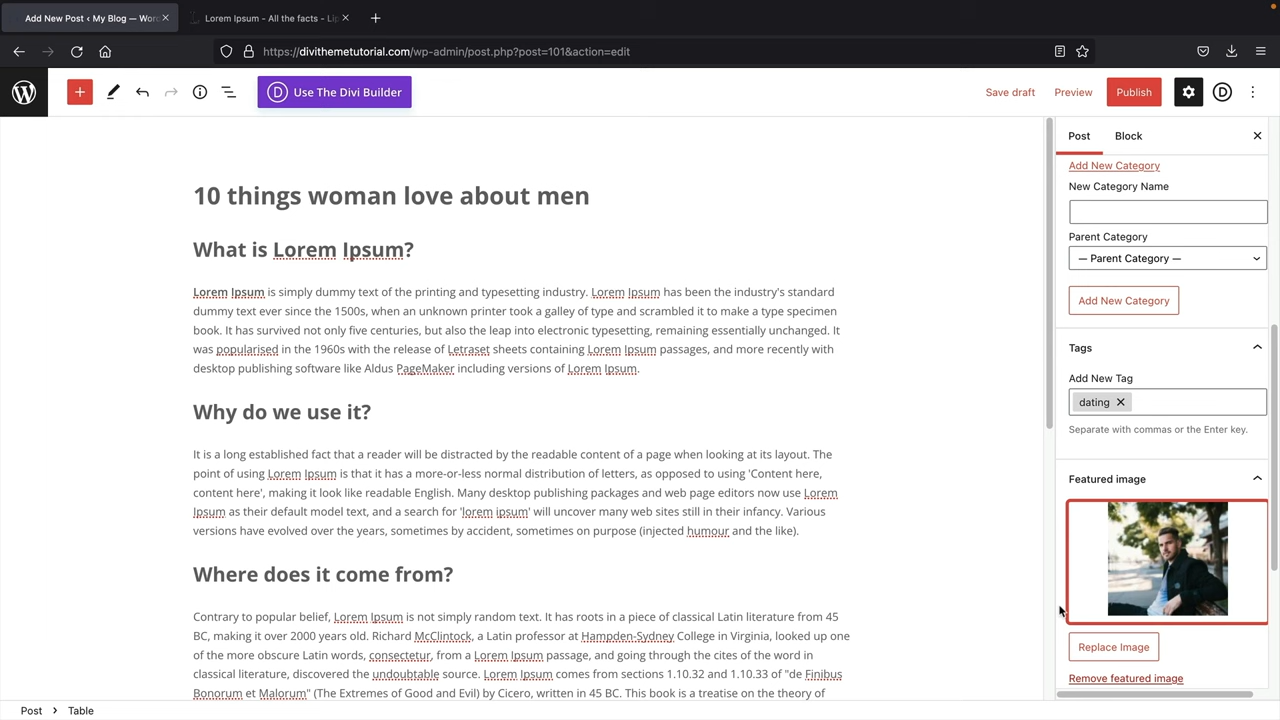 Add New Post ‹ My Blog — Wor
Lorem Ipsum - All the facts - Lip
https://divithemetutorial.com/wp-admin/post.php?post=101&action=edit
Use The Divi Builder
Save draft
Preview
Publish
Post
Block
10 things woman love about men
What is Lorem Ipsum?
Lorem Ipsum is simply dummy text of the printing and typesetting industry. Lorem Ipsum has been the industry's standard
dummy text ever since the 1500s, when an unknown printer took a galley of type and scrambled it to make a type specimen
book. It has survived not only five centuries, but also the leap into electronic typesetting, remaining essentially unchanged. It
was popularised in the 1960s with the release of Letraset sheets containing Lorem Ipsum passages, and more recently with
desktop publishing software like Aldus PageMaker including versions of Lorem Ipsum.
Why do we use it?
It is a long established fact that a reader will be distracted by the readable content of a page when looking at its layout. The
point of using Lorem Ipsum is that it has a more-or-less normal distribution of letters, as opposed to using 'Content here,
content here', making it look like readable English. Many desktop publishing packages and web page editors now use Lorem
Ipsum as their default model text, and a search for 'lorem ipsum' will uncover many web sites still in their infancy. Various
versions have evolved over the years, sometimes by accident, sometimes on purpose (injected humour and the like).
Where does it come from?
Contrary to popular belief, Lorem Ipsum is not simply random text. It has roots in a piece of classical Latin literature from 45
BC, making it over 2000 years old. Richard McClintock, a Latin professor at Hampden-Sydney College in Virginia, looked up one
of the more obscure Latin words, consectetur, from a Lorem Ipsum passage, and going through the cites of the word in
classical literature, discovered the undoubtable source. Lorem Ipsum comes from sections 1.10.32 and 1.10.33 of "de Finibus
Bonorum et Malorum" (The Extremes of Good and Evil) by Cicero, written in 45 BC. This book is a treatise on the theory of
Add New Category
New Category Name
Parent Category
— Parent Category —
Add New Category
Tags
Add New Tag
dating
Separate with commas or the Enter key.
Featured image
Replace Image
Remove featured image
Post › Table